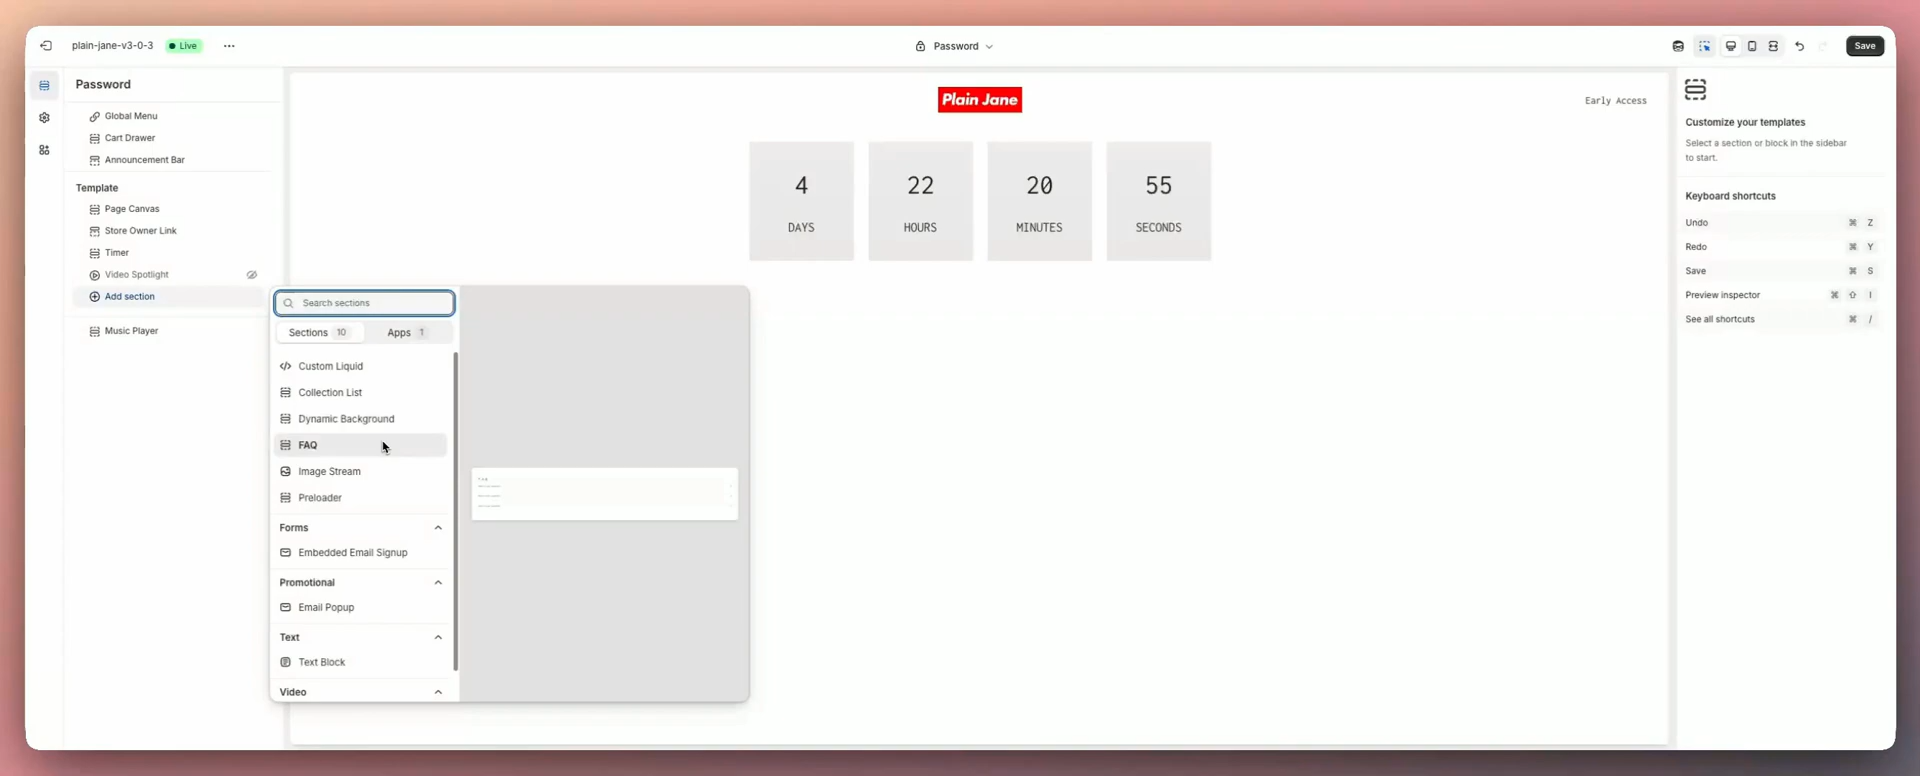 plain-jane-v3-0-3
Live
Password
Save
Password
Global Menu
Cart Drawer
Announcement Bar
Template
Page Canvas
Store Owner Link
Timer
Video Spotlight
Add section
Music Player
Search sections
Sections 10
Apps 1
Custom Liquid
Collection List
Dynamic Background
FAQ
Image Stream
Preloader
Forms
Embedded Email Signup
Promotional
Email Popup
Text
Text Block
Video
Plain Jane
Early Access
4 22 20 55
DAYS HOURS MINUTES SECONDS
Customize your templates
Select a section or block in the sidebar
to start.
Keyboard shortcuts
Undo ⌘ Z
Redo ⌘ Y
Save ⌘ S
Preview inspector ⌘ ⇧ I
See all shortcuts ⌘ /